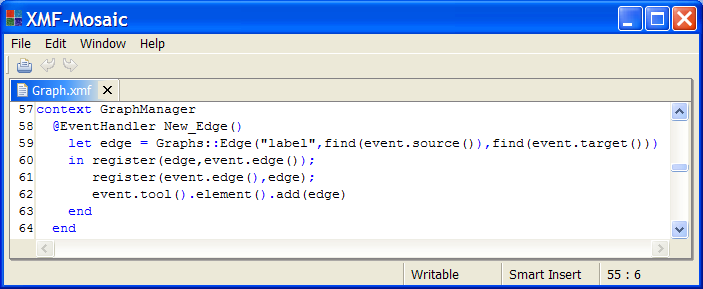 XMF-Mosaic
File Edit Window Help
Graph.xmf
57 context GraphManager
58   @EventHandler New_Edge()
59     let edge = Graphs::Edge("label",find(event.source()),find(event.target()))
60     in register(edge,event.edge());
61        register(event.edge(),edge);
62        event.tool().element().add(edge)
63     end
64   end
Writable Smart Insert 55 : 6